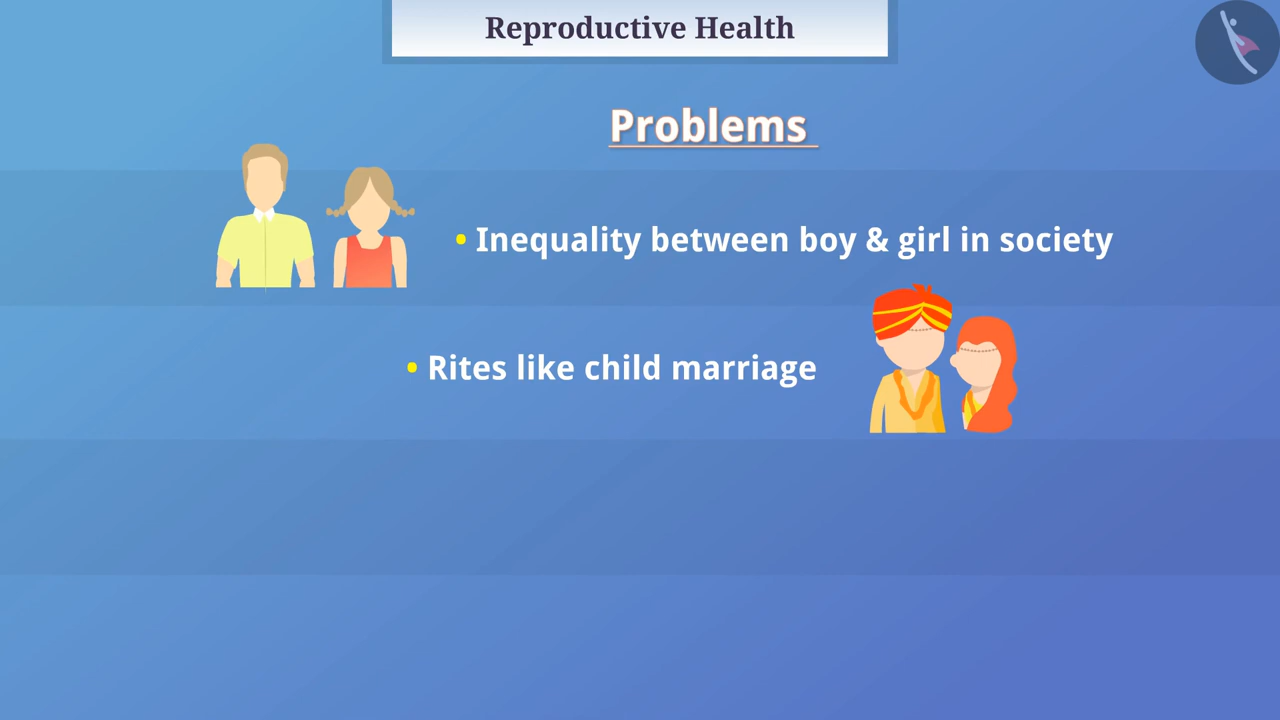 Reproductive Health
Problems
• Inequality between boy & girl in society
• Rites like child marriage